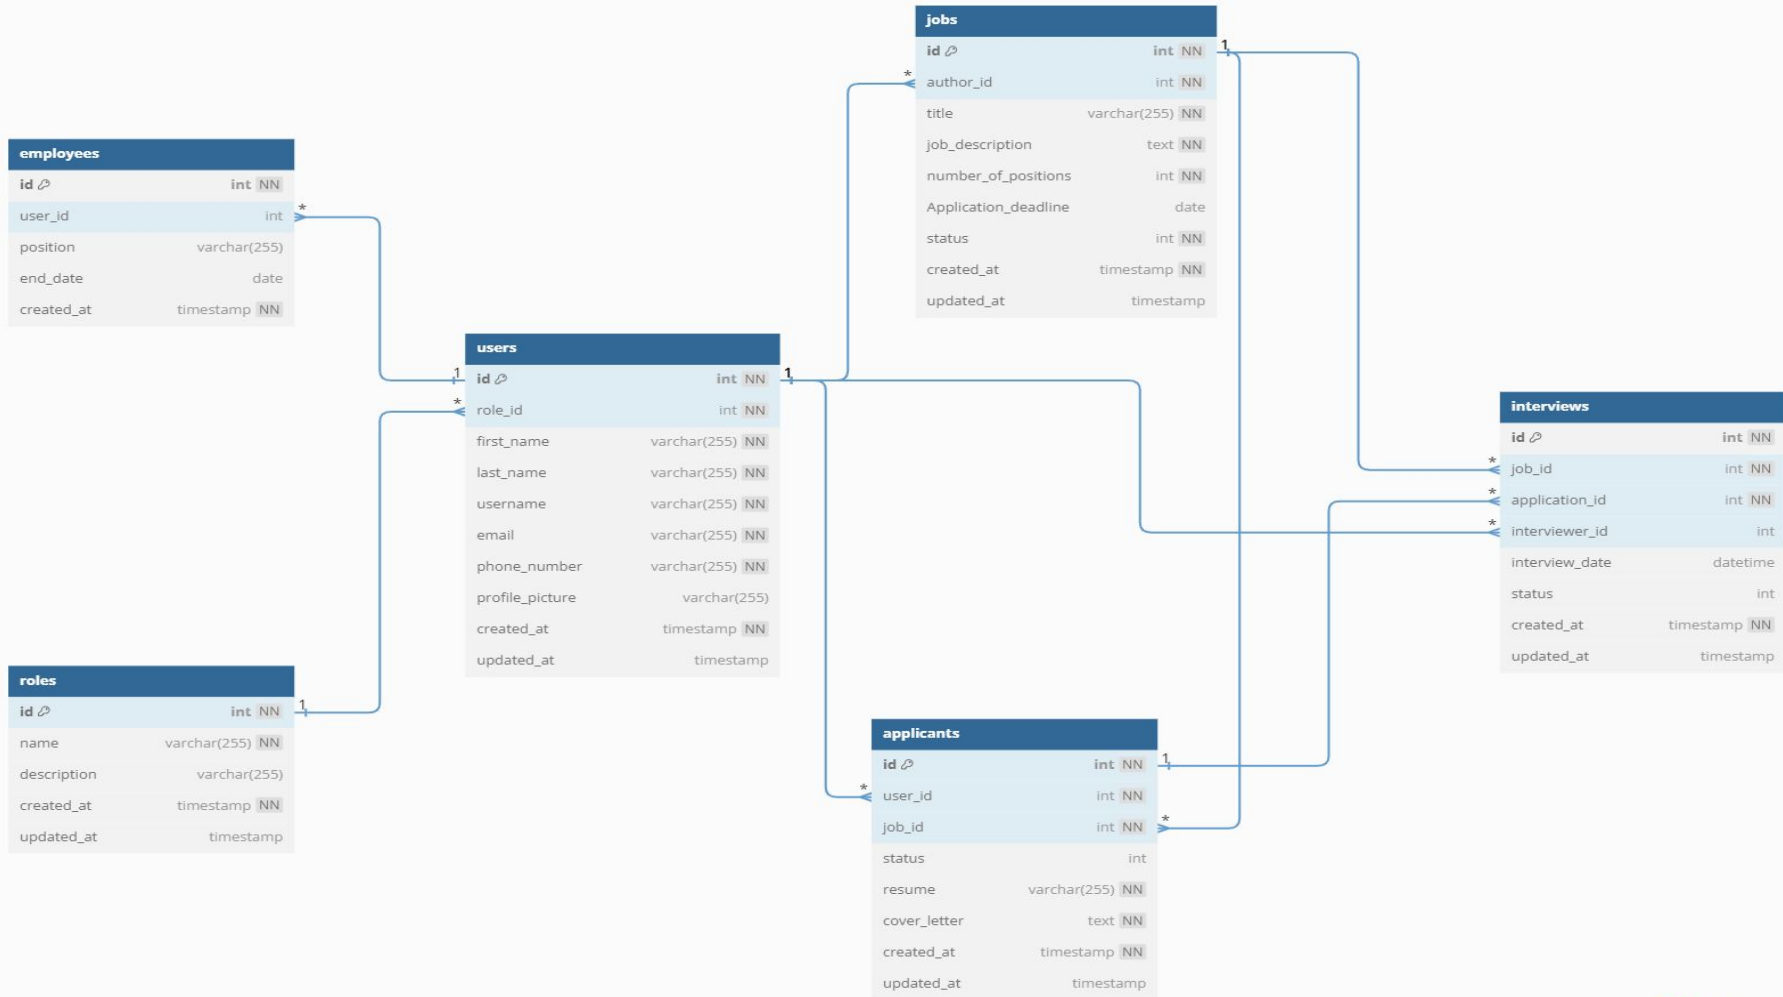 jobs
id int NN
author_id int NN
title varchar(255) NN
job_description text NN
number_of_positions int NN
Application_deadline date
status int NN
created_at timestamp NN
updated_at timestamp
1
*
employees
id int NN
user_id int
position varchar(255)
end_date date
created_at timestamp NN
*
users
id int NN
role_id int NN
first_name varchar(255) NN
last_name varchar(255) NN
username varchar(255) NN
email varchar(255) NN
phone_number varchar(255) NN
profile_picture varchar(255)
created_at timestamp NN
updated_at timestamp
1
*
1
interviews
id int NN
job_id int NN
application_id int NN
interviewer_id int
interview_date datetime
status int
created_at timestamp NN
updated_at timestamp
*
*
*
roles
id int NN
name varchar(255) NN
description varchar(255)
created_at timestamp NN
updated_at timestamp
1
applicants
id int NN
user_id int NN
job_id int NN
status int
resume varchar(255) NN
cover_letter text NN
created_at timestamp NN
updated_at timestamp
1
*
*